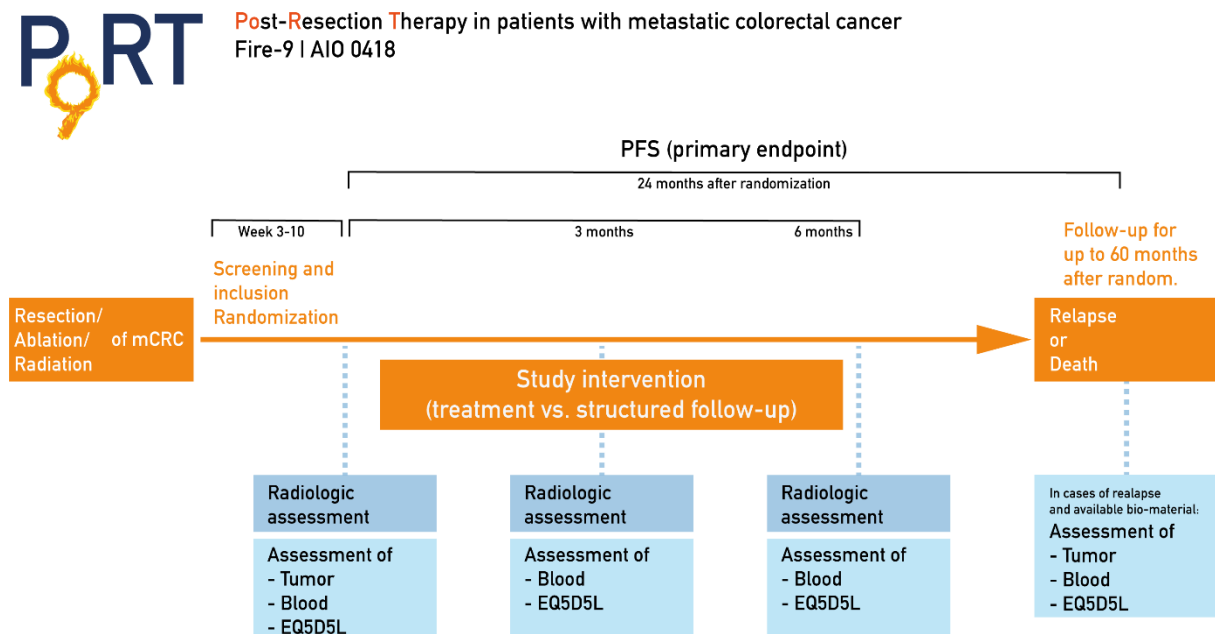 PORT
9
Post-Resection Therapy in patients with metastatic colorectal cancer
Fire-9 | AIO 0418
PFS (primary endpoint)
24 months after randomization
Week 3-10
3 months
6 months
Screening and
inclusion
Randomization
Follow-up for
up to 60 months
after random.
Resection/
Ablation/
Radiation
of mCRC
Relapse
or
Death
Study intervention
(treatment vs. structured follow-up)
Radiologic
assessment
Assessment of
- Tumor
- Blood
- EQ5D5L
Radiologic
assessment
Assessment of
- Blood
- EQ5D5L
Radiologic
assessment
Assessment of
- Blood
- EQ5D5L
In cases of realapse
and available bio-material:
Assessment of
- Tumor
- Blood
- EQ5D5L